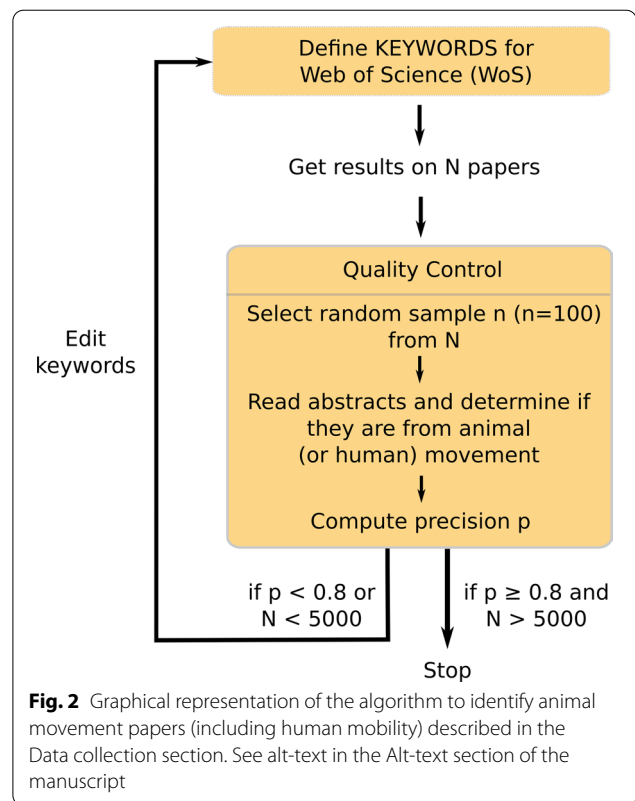 Define KEYWORDS for
Web of Science (WoS)
Get results on N papers
Quality Control
Select random sample n (n=100)
from N
Read abstracts and determine if
they are from animal
(or human) movement
Compute precision p
Edit
keywords
if p < 0.8 or
N < 5000
if p ≥ 0.8 and
N > 5000
Stop
Fig. 2 Graphical representation of the algorithm to identify animal
movement papers (including human mobility) described in the
Data collection section. See alt-text in the Alt-text section of the
manuscript